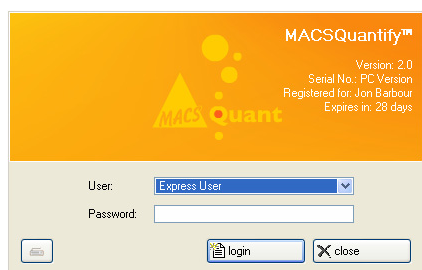 MACSQuantify™
Version: 2.0
Serial No.: PC Version
Registered for: Jon Barbour
Expires in: 28 days
MACS Quant
User: Express User
Password:
login close